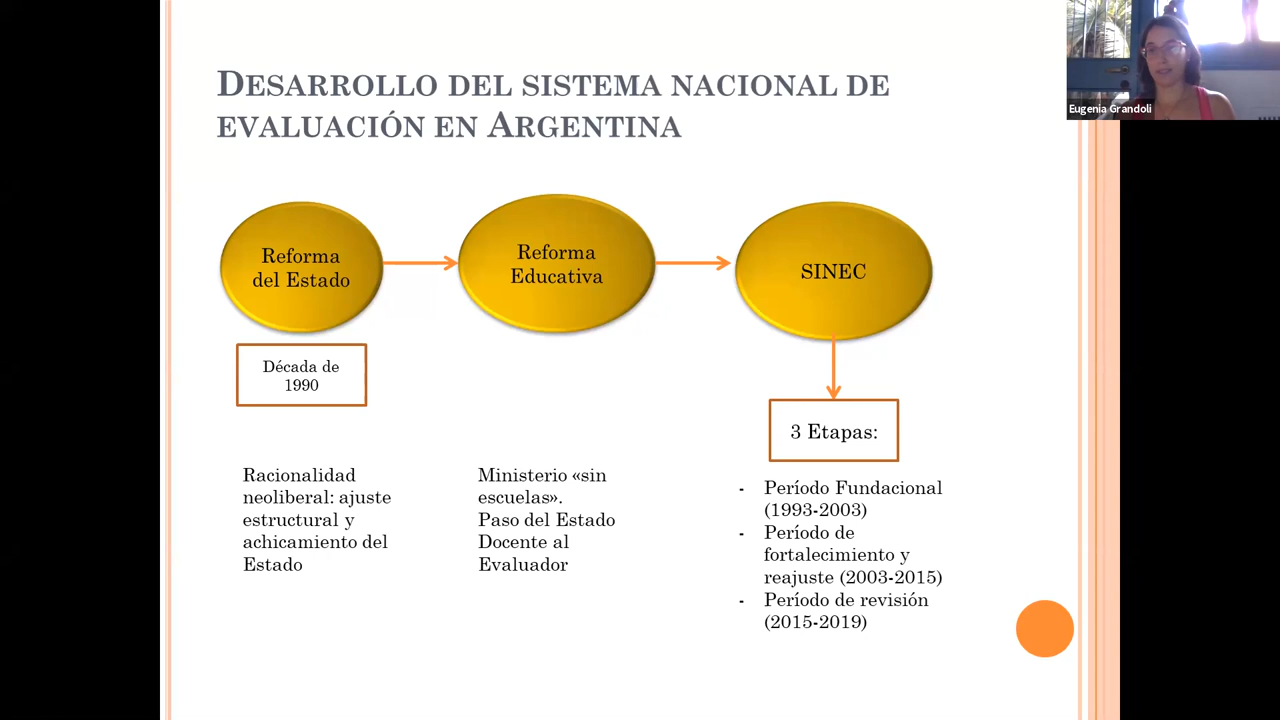 DESARROLLO DEL SISTEMA NACIONAL DE
EVALUACIÓN EN ARGENTINA
Eugenia Grandoli
Reforma
del Estado
Reforma
Educativa
SINEC
Década de
1990
3 Etapas:
Racionalidad
neoliberal: ajuste
estructural y
achicamiento del
Estado
Ministerio «sin
escuelas».
Paso del Estado
Docente al
Evaluador
- Período Fundacional
(1993-2003)
- Período de
fortalecimiento y
reajuste (2003-2015)
- Período de revisión
(2015-2019)